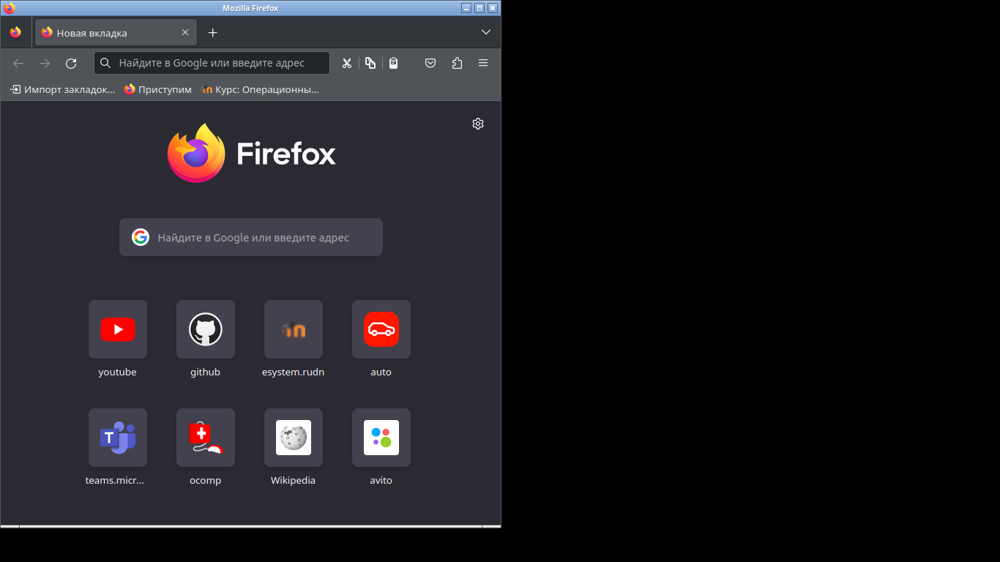 Mozilla Firefox
Новая вкладка
Найдите в Google или введите адрес
Импорт закладок... Приступим Курс: Операционны...
Firefox
Найдите в Google или введите адрес
youtube github esystem.rudn auto
teams.micr... ocomp Wikipedia avito